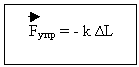 Fупр = - k ΔL